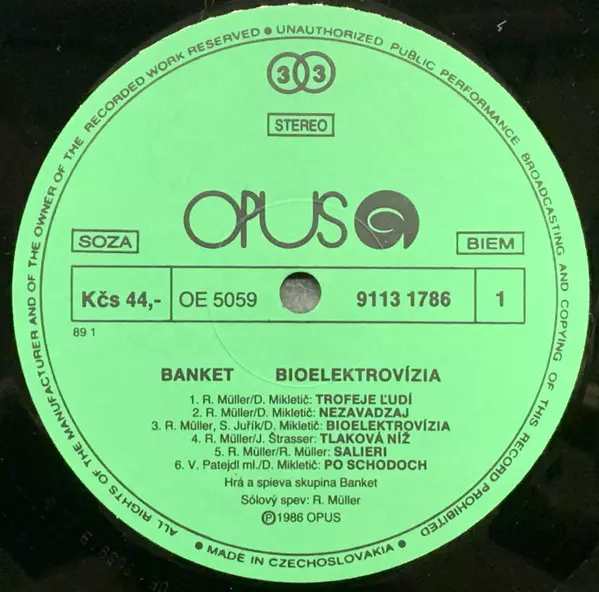 ALL RIGHTS OF THE MANUFACTURER AND OF THE OWNER OF THE RECORDED WORK RESERVED ● UNAUTHORIZED PUBLIC PERFORMANCE BROADCASTING AND COPYING OF THIS RECORD PROHIBITED
33
STEREO
OPUS
SOZA
BIEM
Kčs 44,-
OE 5059
9113 1786
1
89 1
BANKET BIOELEKTROVÍZIA
1. R. Müller/D. Mikletič: TROFEJE ĽUDÍ
2. R. Müller/D. Mikletič: NEZAVADZAJ
3. R. Müller, S. Juřík/D. Mikletič: BIOELEKTROVÍZIA
4. R. Müller/J. Štrasser: TLAKOVÁ NÍŽ
5. R. Müller/R. Müller: SALIERI
6. V. Patejdl ml./D. Mikletič: PO SCHODOCH
Hrá a spieva skupina Banket
Sólový spev: R. Müller
Ⓟ1986 OPUS
● MADE IN CZECHOSLOVAKIA ●